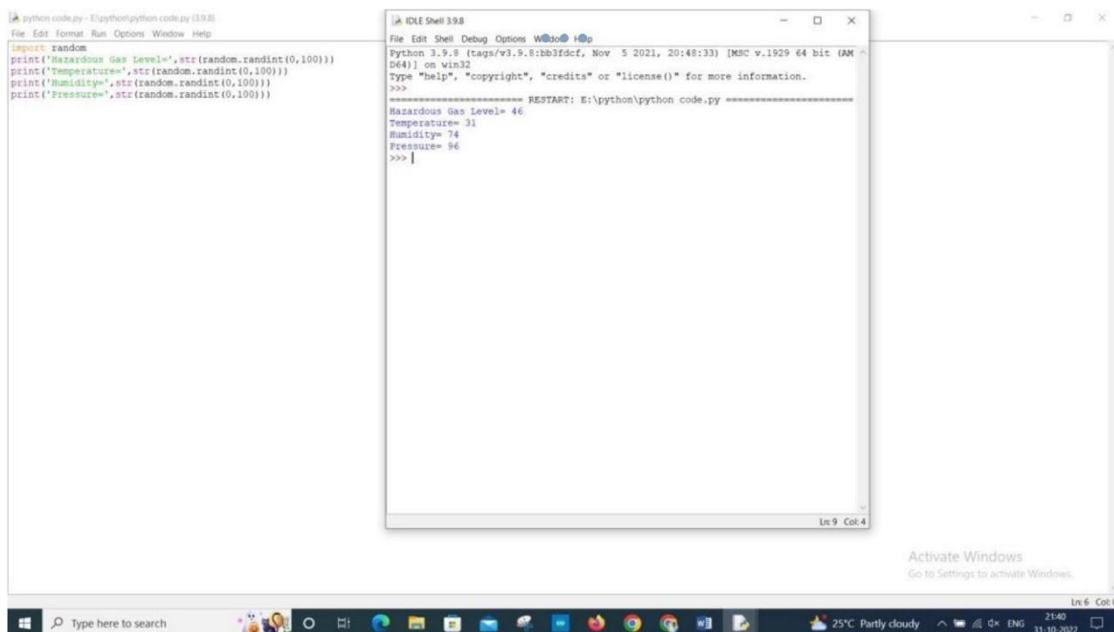 python code.py - E:\python\python code.py (3.9.8)
File Edit Format Run Options Window Help
import random
print('Hazardous Gas Level=',str(random.randint(0,100)))
print('Temperature=',str(random.randint(0,100)))
print('Humidity=',str(random.randint(0,100)))
print('Pressure=',str(random.randint(0,100)))
IDLE Shell 3.9.8
File Edit Shell Debug Options
Python 3.9.8 (tags/v3.9.8:bb3fdcf, Nov 5 2021, 20:48:33) [MSC v.1929 64 bit (AM
D64)] on win32
Type "help", "copyright", "credits" or "license()" for more information.
>>>
====================== RESTART: E:\python\python code.py =====================
Hazardous Gas Level= 46
Temperature= 31
Humidity= 74
Pressure= 96
>>>
Ln: 9 Col: 4
Activate Windows
Go to Settings to activate Windows.
Ln: 6 Col:
Type here to search
25°C Partly cloudy
ENG
21:40
31-10-2022